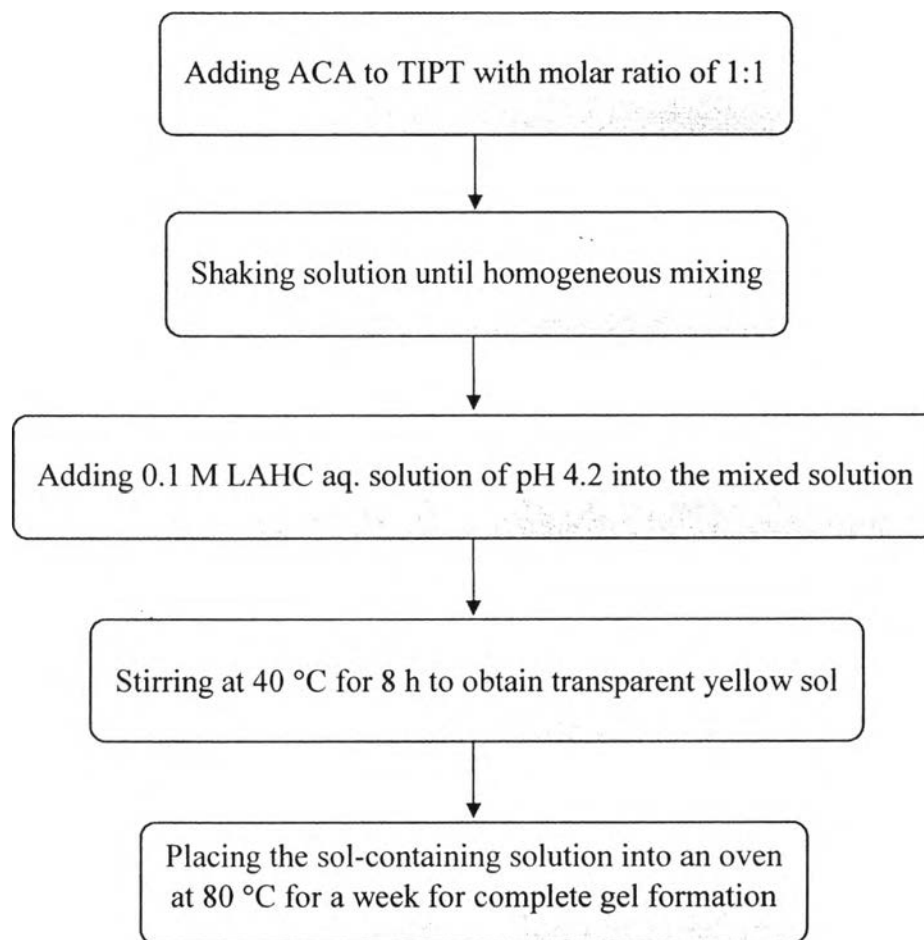 Adding ACA to TIPT with molar ratio of 1:1
Shaking solution until homogeneous mixing
Adding 0.1 M LAHC aq. solution of pH 4.2 into the mixed solution
Stirring at 40 °C for 8 h to obtain transparent yellow sol
Placing the sol-containing solution into an oven
at 80 °C for a week for complete gel formation